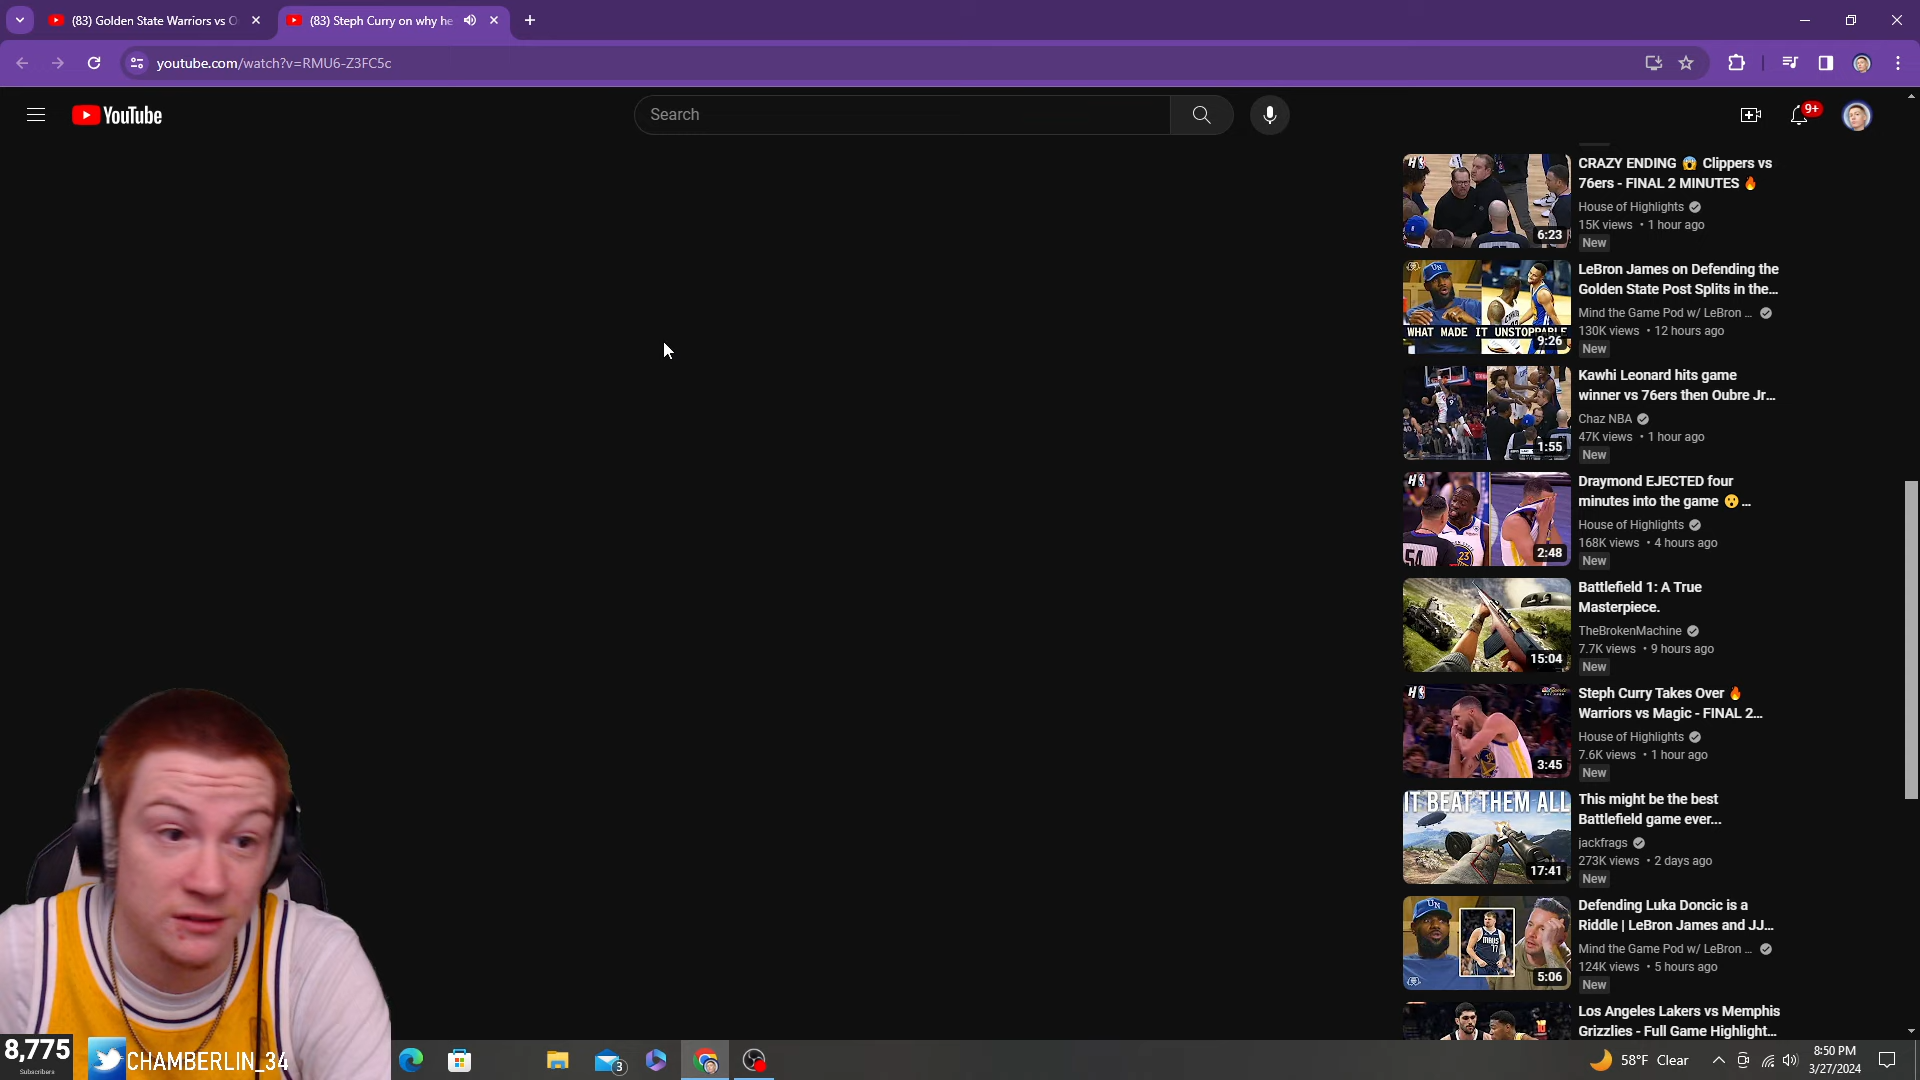 (83) Golden State Warriors vs O
(83) Steph Curry on why he
youtube.com/watch?v=RMU6-Z3FC5c
YouTube
Search
9+
CRAZY ENDING 😱 Clippers vs
76ers - FINAL 2 MINUTES 🔥
House of Highlights
15K views • 1 hour ago
New
6:23
LeBron James on Defending the
Golden State Post Splits in the...
Mind the Game Pod w/ LeBron ...
130K views • 12 hours ago
New
WHAT MADE IT UNSTOPPABLE
9:26
Kawhi Leonard hits game
winner vs 76ers then Oubre Jr...
Chaz NBA
47K views • 1 hour ago
New
1:55
Draymond EJECTED four
minutes into the game 😮...
House of Highlights
168K views • 4 hours ago
New
54
23
2:48
Battlefield 1: A True
Masterpiece.
TheBrokenMachine
7.7K views • 9 hours ago
New
15:04
Steph Curry Takes Over 🔥
Warriors vs Magic - FINAL 2...
House of Highlights
7.6K views • 1 hour ago
New
3:45
IT BEAT THEM ALL
This might be the best
Battlefield game ever...
jackfrags
273K views • 2 days ago
New
17:41
Defending Luka Doncic is a
Riddle | LeBron James and JJ...
Mind the Game Pod w/ LeBron ...
124K views • 5 hours ago
New
5:06
Los Angeles Lakers vs Memphis
Grizzlies - Full Game Highlight...
8,775
Subscribers
CHAMBERLIN_34
3
58°F Clear
8:50 PM
3/27/2024